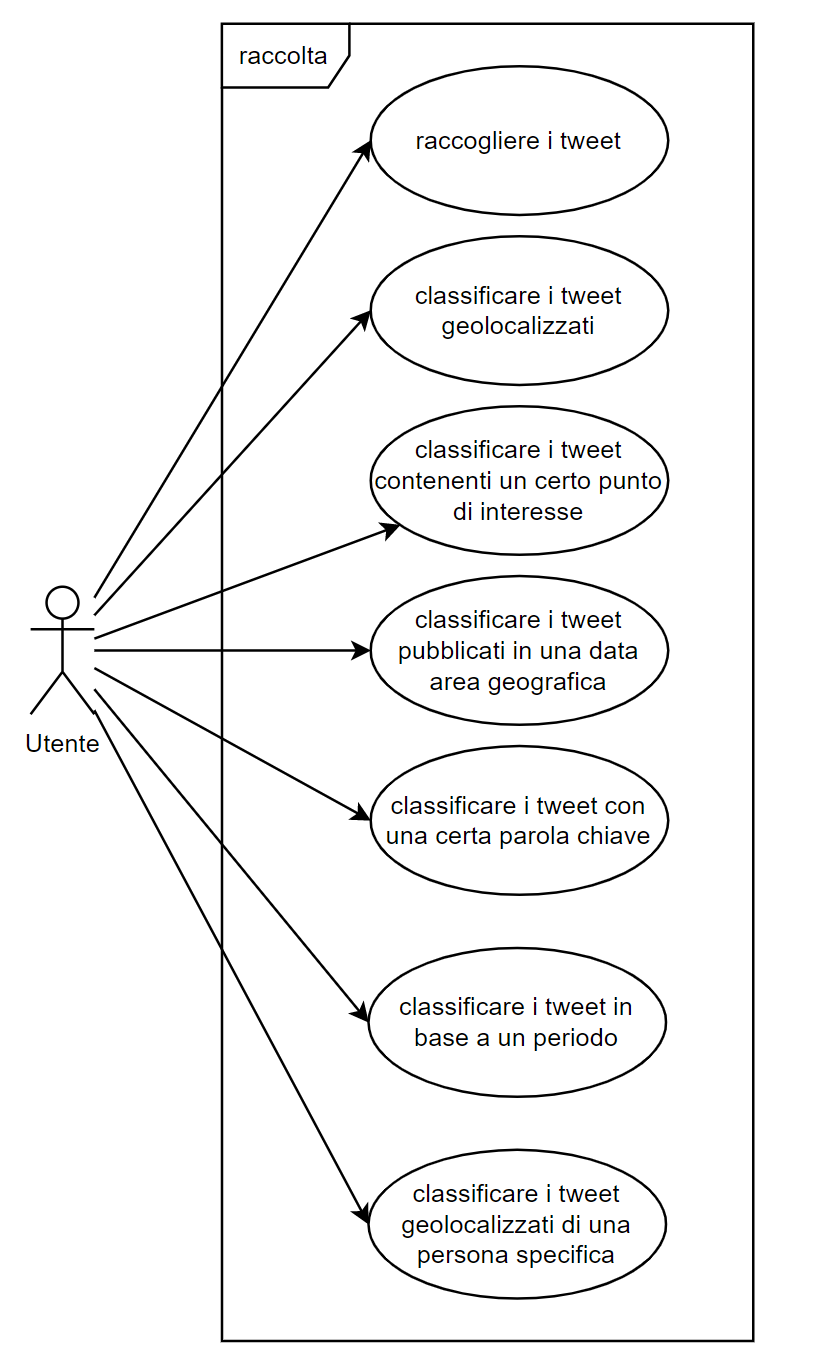 raccolta
raccogliere i tweet
classificare i tweet
geolocalizzati
classificare i tweet
contenenti un certo punto
di interesse
classificare i tweet
pubblicati in una data
area geografica
Utente
classificare i tweet con
una certa parola chiave
classificare i tweet in
base a un periodo
classificare i tweet
geolocalizzati di una
persona specifica